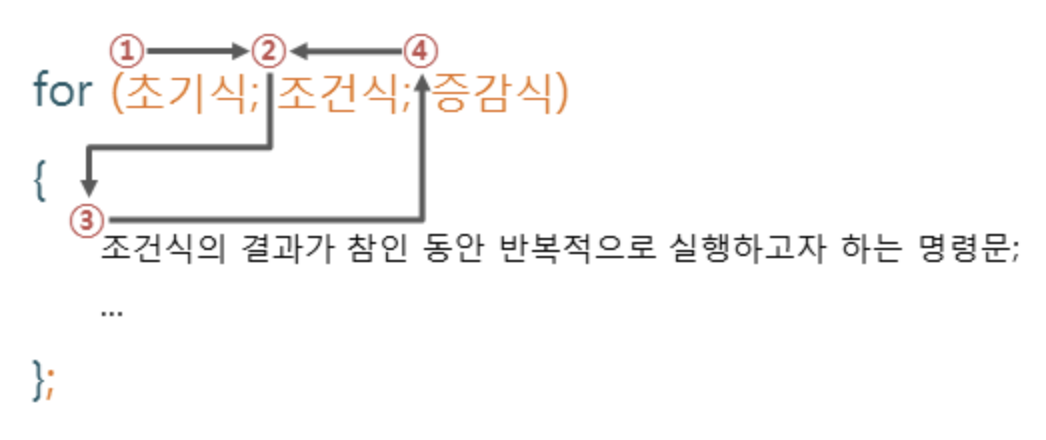 ① ② ④
for (초기식; 조건식; 증감식)
{
③
조건식의 결과가 참인 동안 반복적으로 실행하고자 하는 명령문;
...
};